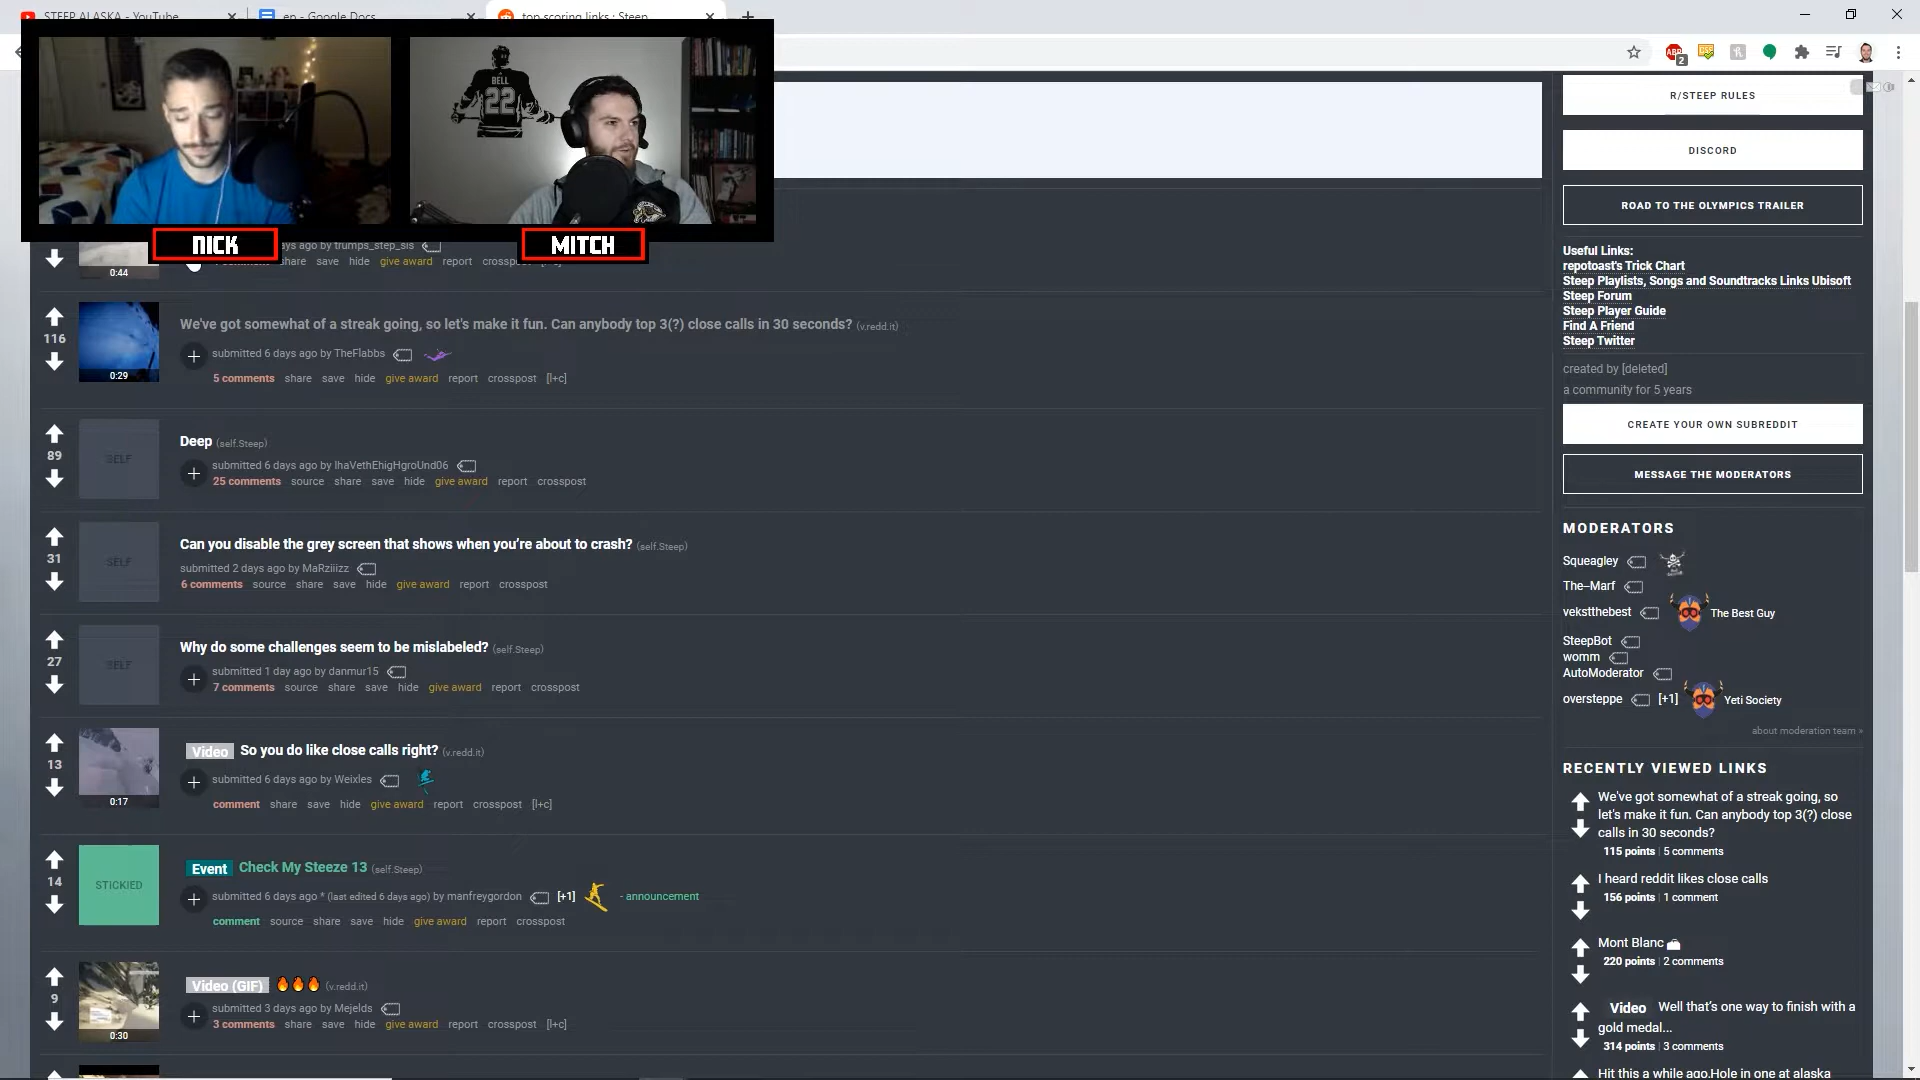 STEEP ALASKA - YouTube
en - Google Docs
top scoring links : Steep
2
BELL
22
NICK
MITCH
0:44
days ago by trumps_step_sis
share save hide give award report crosspost [l+c]
116
0:29
We've got somewhat of a streak going, so let's make it fun. Can anybody top 3(?) close calls in 30 seconds? (v.redd.it)
submitted 6 days ago by TheFlabbs
5 comments share save hide give award report crosspost [l+c]
89
SELF
Deep (self.Steep)
submitted 6 days ago by IhaVethEhigHgroUnd06
25 comments source share save hide give award report crosspost
31
SELF
Can you disable the grey screen that shows when you're about to crash? (self.Steep)
submitted 2 days ago by MaRziiizz
6 comments source share save hide give award report crosspost
27
SELF
Why do some challenges seem to be mislabeled? (self.Steep)
submitted 1 day ago by danmur15
7 comments source share save hide give award report crosspost
13
0:17
Video So you do like close calls right? (v.redd.it)
submitted 6 days ago by Weixles
comment share save hide give award report crosspost [l+c]
14
STICKIED
Event Check My Steeze 13 (self.Steep)
submitted 6 days ago * (last edited 6 days ago) by manfreygordon [+1] - announcement
comment source share save hide give award report crosspost
9
0:30
Video (GIF) 🔥🔥🔥 (v.redd.it)
submitted 3 days ago by Mejelds
3 comments share save hide give award report crosspost [l+c]
R/STEEP RULES
DISCORD
ROAD TO THE OLYMPICS TRAILER
Useful Links:
repotoast's Trick Chart
Steep Playlists, Songs and Soundtracks Links Ubisoft
Steep Forum
Steep Player Guide
Find A Friend
Steep Twitter
created by [deleted]
a community for 5 years
CREATE YOUR OWN SUBREDDIT
MESSAGE THE MODERATORS
MODERATORS
Squeagley
The–Marf
vekstthebest The Best Guy
SteepBot
womm
AutoModerator
oversteppe [+1] Yeti Society
about moderation team »
RECENTLY VIEWED LINKS
We've got somewhat of a streak going, so
let's make it fun. Can anybody top 3(?) close
calls in 30 seconds?
115 points | 5 comments
I heard reddit likes close calls
156 points | 1 comment
Mont Blanc
220 points | 2 comments
Video Well that's one way to finish with a
gold medal...
314 points | 3 comments
Hit this a while ago.Hole in one at alaska